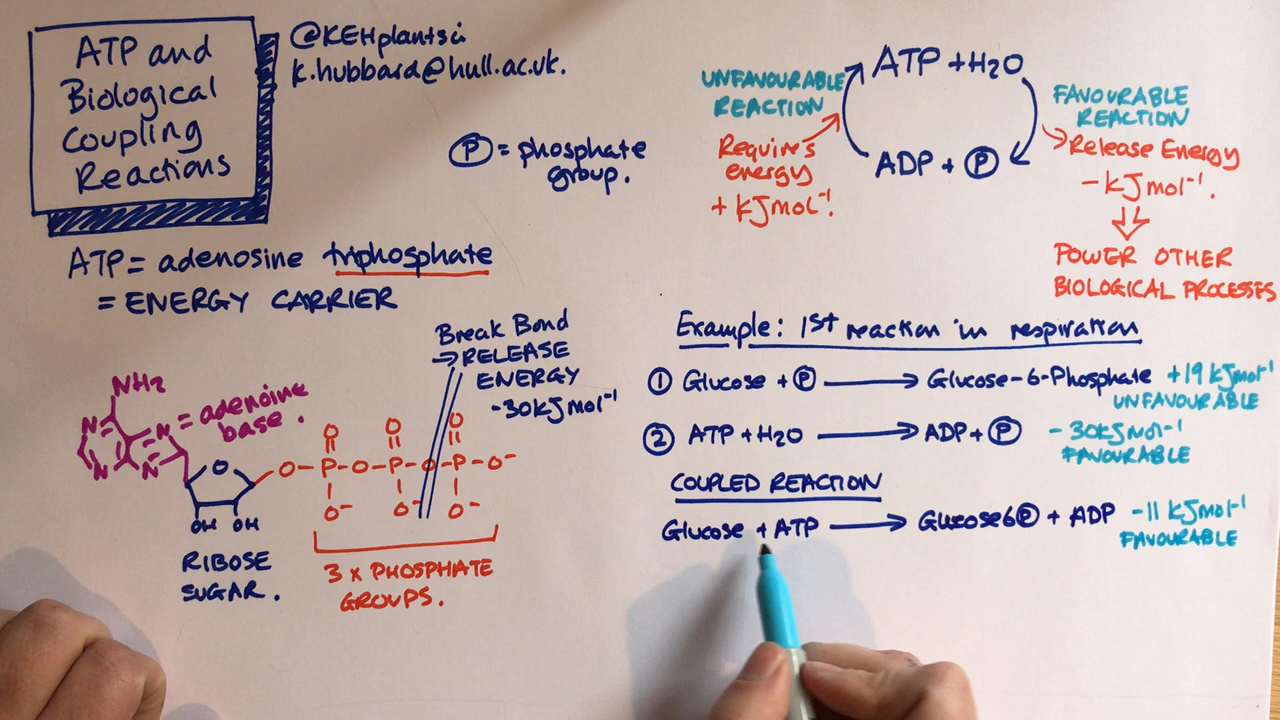 ATP and
Biological
Coupling
Reactions
@KEHplantsci
k.hubbard@hull.ac.uk.
Ⓟ = phosphate
group.
ATP = adenosine triphosphate
= ENERGY CARRIER
Break Bond
→ RELEASE
ENERGY
-30kJmol⁻¹
NH2
N
N
N
N
= adenoine
base.
O
OH OH
RIBOSE
SUGAR.
O O O
O-P-O-P-O-P-O⁻
O⁻ O⁻ O⁻
3 x PHOSPHATE
GROUPS.
ATP + H2O
ADP + Ⓟ
UNFAVOURABLE
REACTION
Require's
energy
+ kJmol⁻¹.
FAVOURABLE
REACTION
→ Release Energy
- kJmol⁻¹.
POWER OTHER
BIOLOGICAL PROCESSES
Example: 1st reaction in respiration
① Glucose + Ⓟ → Glucose-6-Phosphate +19 kJmol⁻¹
UNFAVOURABLE
② ATP + H2O → ADP + Ⓟ -30kJmol⁻¹
FAVOURABLE
COUPLED REACTION
Glucose + ATP → Glucose6Ⓟ + ADP -11 kJmol⁻¹
FAVOURABLE